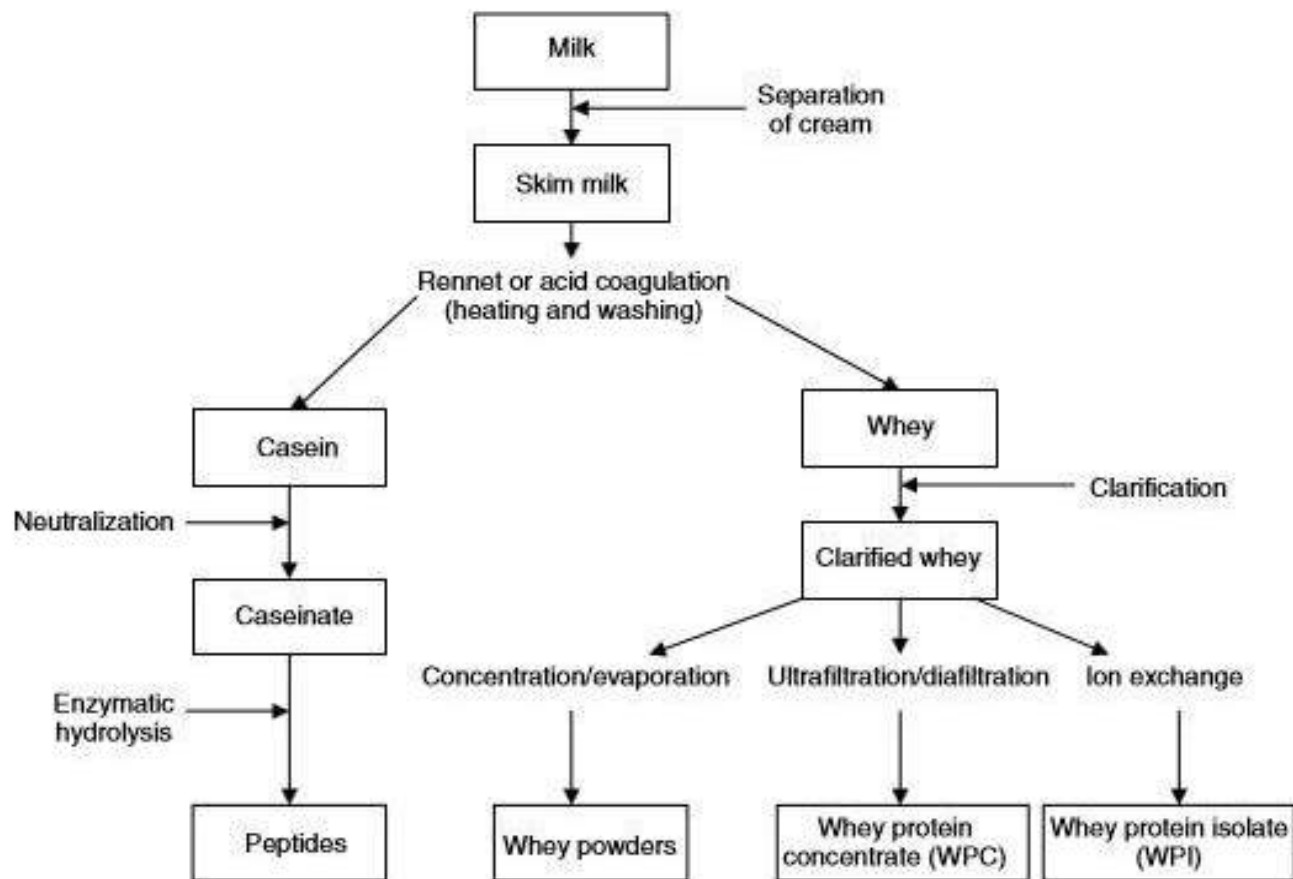 Milk
Separation
of cream
Skim milk
Rennet or acid coagulation
(heating and washing)
Casein
Whey
Neutralization
Clarification
Caseinate
Clarified whey
Enzymatic
hydrolysis
Concentration/evaporation
Ultrafiltration/diafiltration
Ion exchange
Peptides
Whey powders
Whey protein
concentrate (WPC)
Whey protein isolate
(WPI)